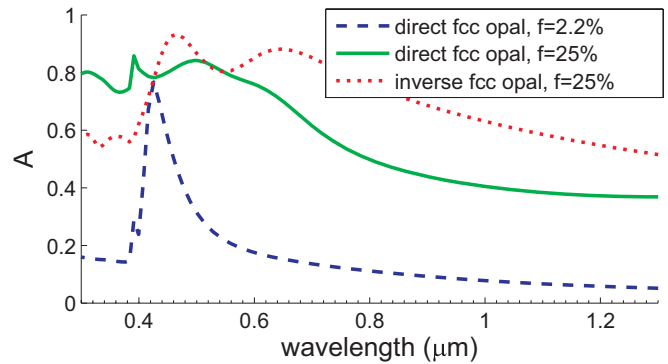 direct fcc opal, f=2.2%
direct fcc opal, f=25%
inverse fcc opal, f=25%
1
0.8
0.6
0.4
0.2
0
A
0.4 0.6 0.8 1 1.2
wavelength (μm)